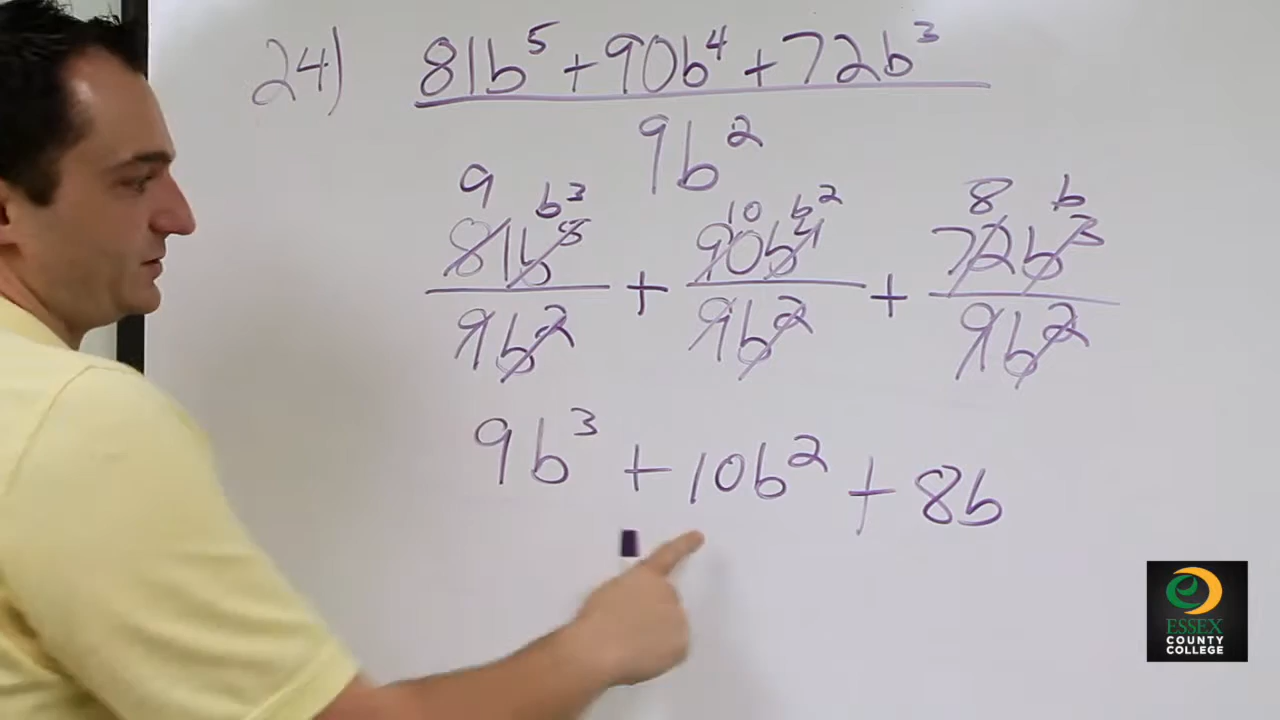 24) 81b⁵ + 90b⁴ + 72b³
9b²
9 b³ 10 b² 8 b
81b⁵ + 90b⁴ + 72b³
9b² 9b² 9b²
9b³ + 10b² + 8b
ESSEX
COUNTY
COLLEGE